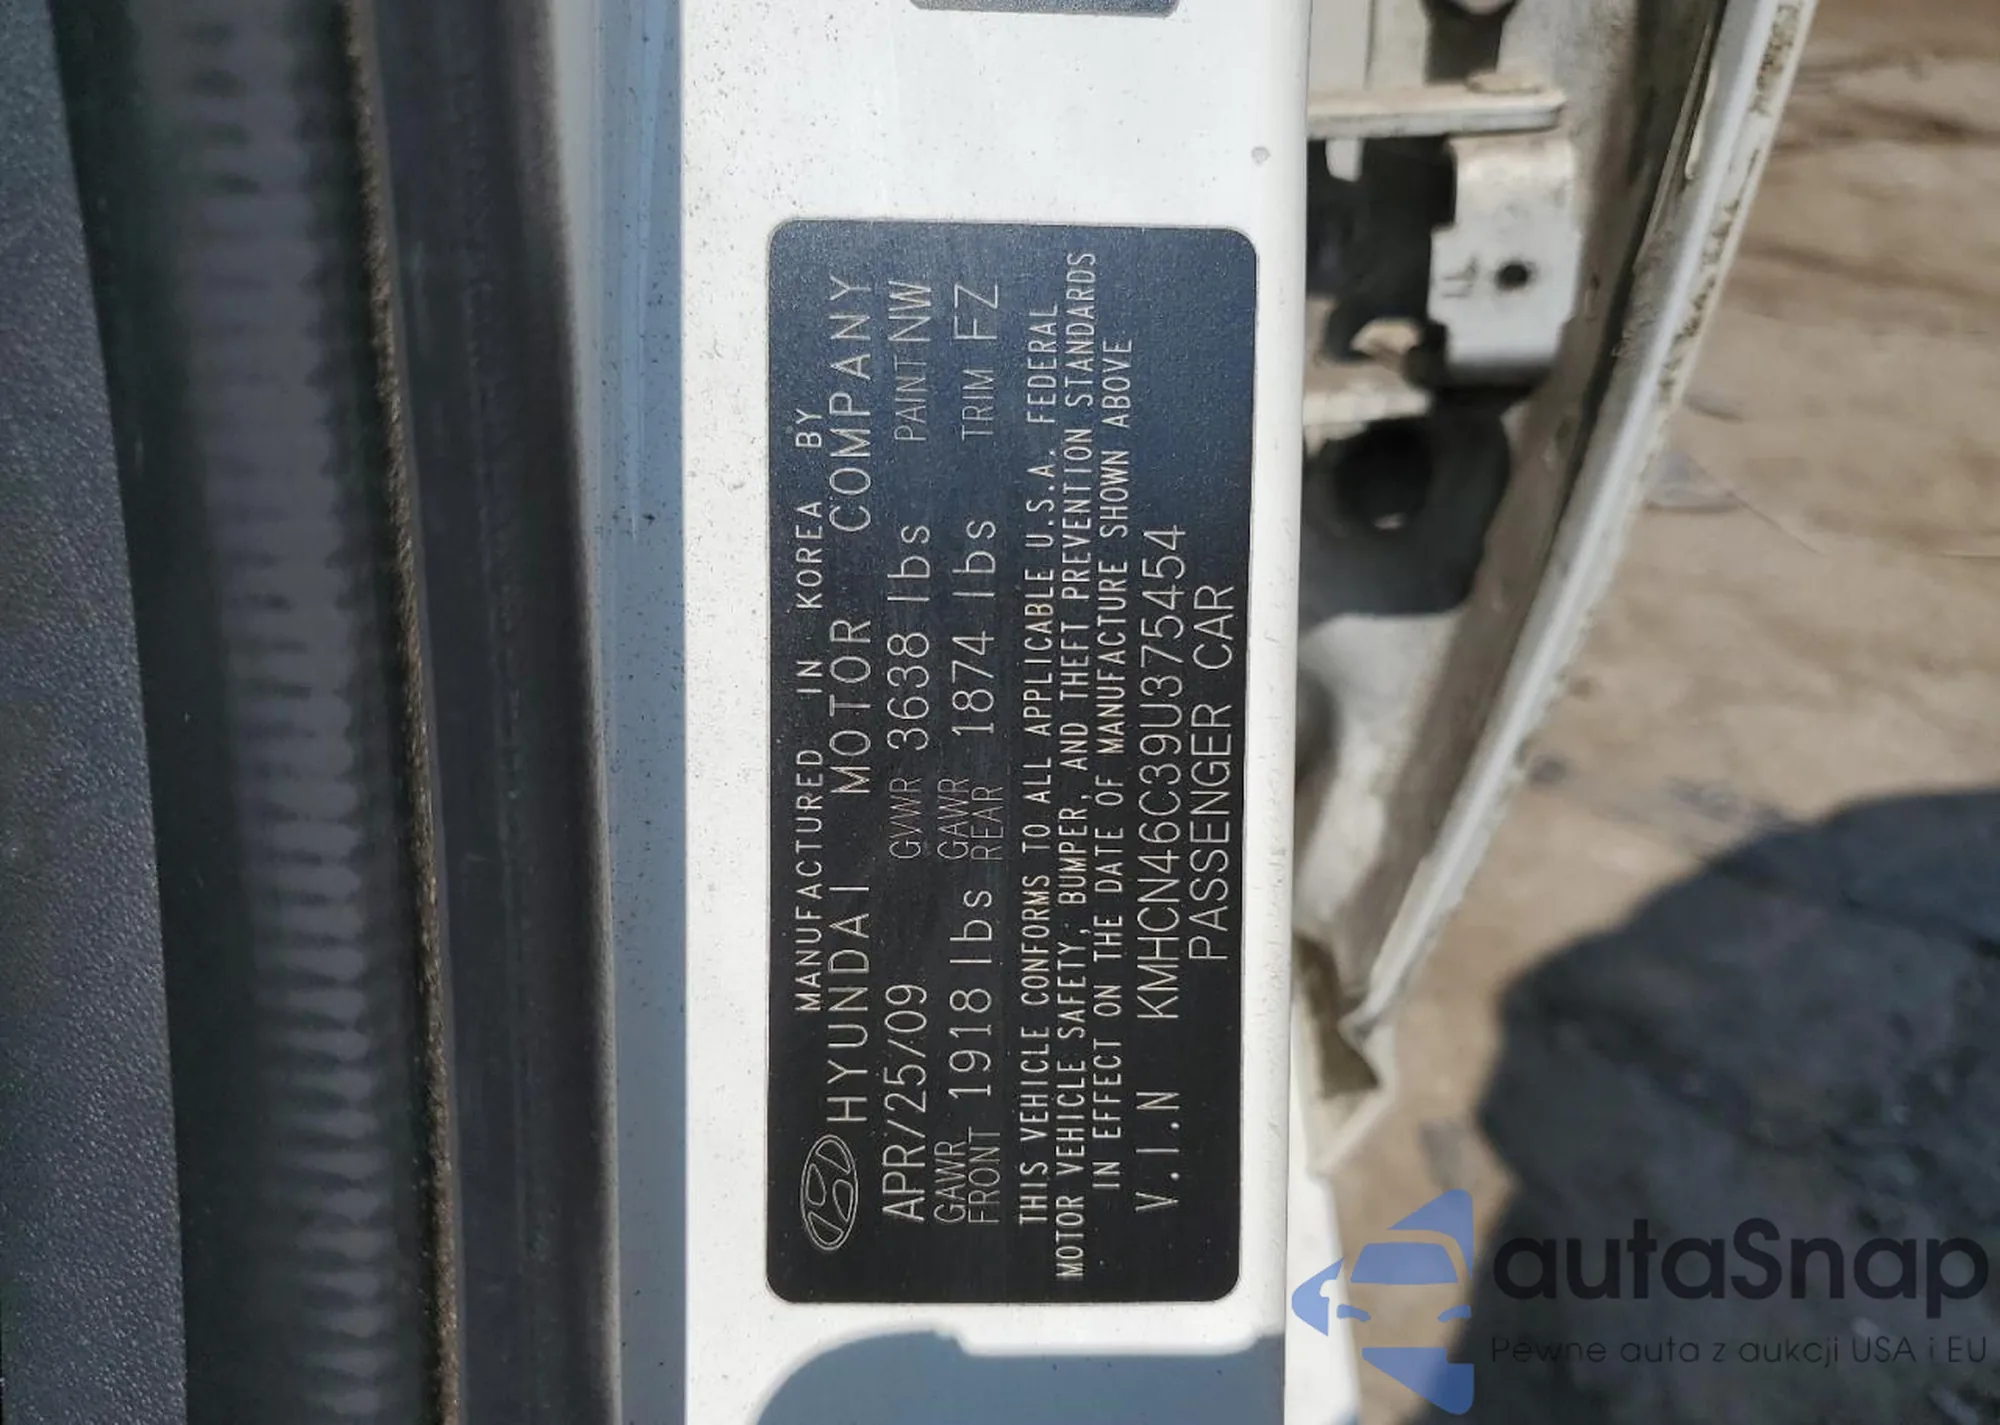 MANUFACTURED IN KOREA BY
HYUNDAI MOTOR COMPANY
APR/25/09 GVWR 3638 lbs PAINT NW
GAWR FRONT 1918 lbs GAWR REAR 1874 lbs TRIM FZ
THIS VEHICLE CONFORMS TO ALL APPLICABLE U.S.A. FEDERAL
MOTOR VEHICLE SAFETY, BUMPER, AND THEFT PREVENTION STANDARDS
IN EFFECT ON THE DATE OF MANUFACTURE SHOWN ABOVE
V.I.N KMHCN46C39U375454
PASSENGER CAR
autaSnap
Pewne auta z aukcji USA i EU